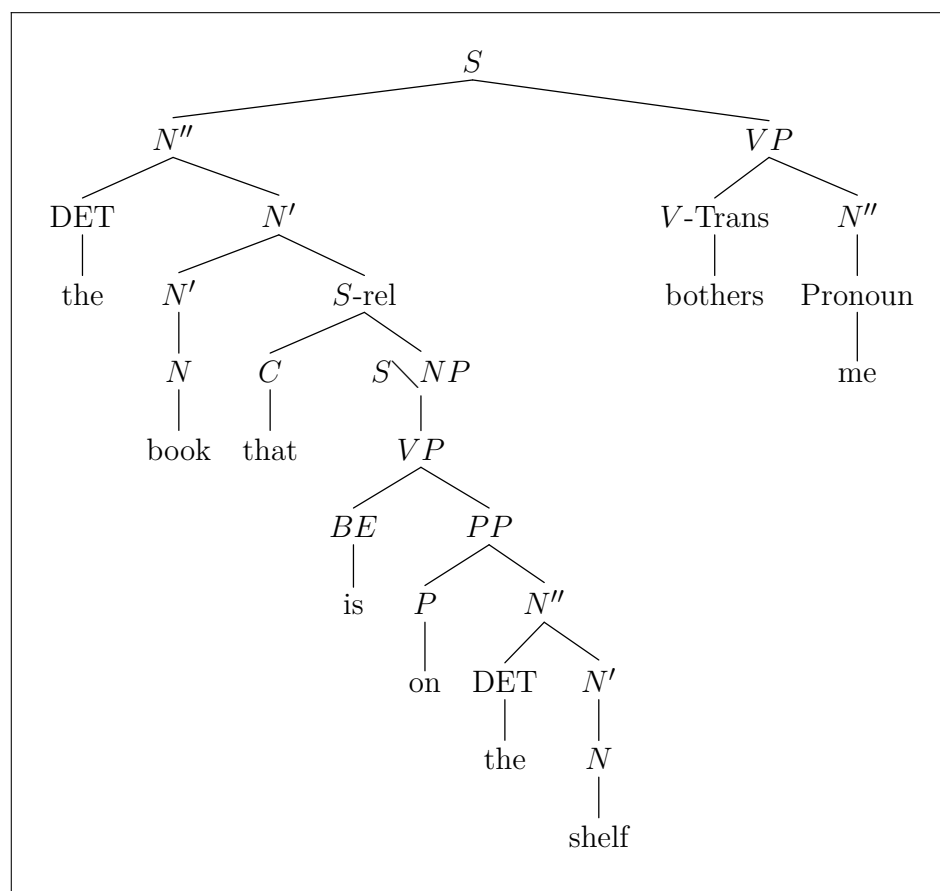 S
N″ VP
DET N′ V-Trans N″
the N′ S-rel bothers Pronoun
N C S\NP me
book that VP
BE PP
is P N″
on DET N′
the N
shelf